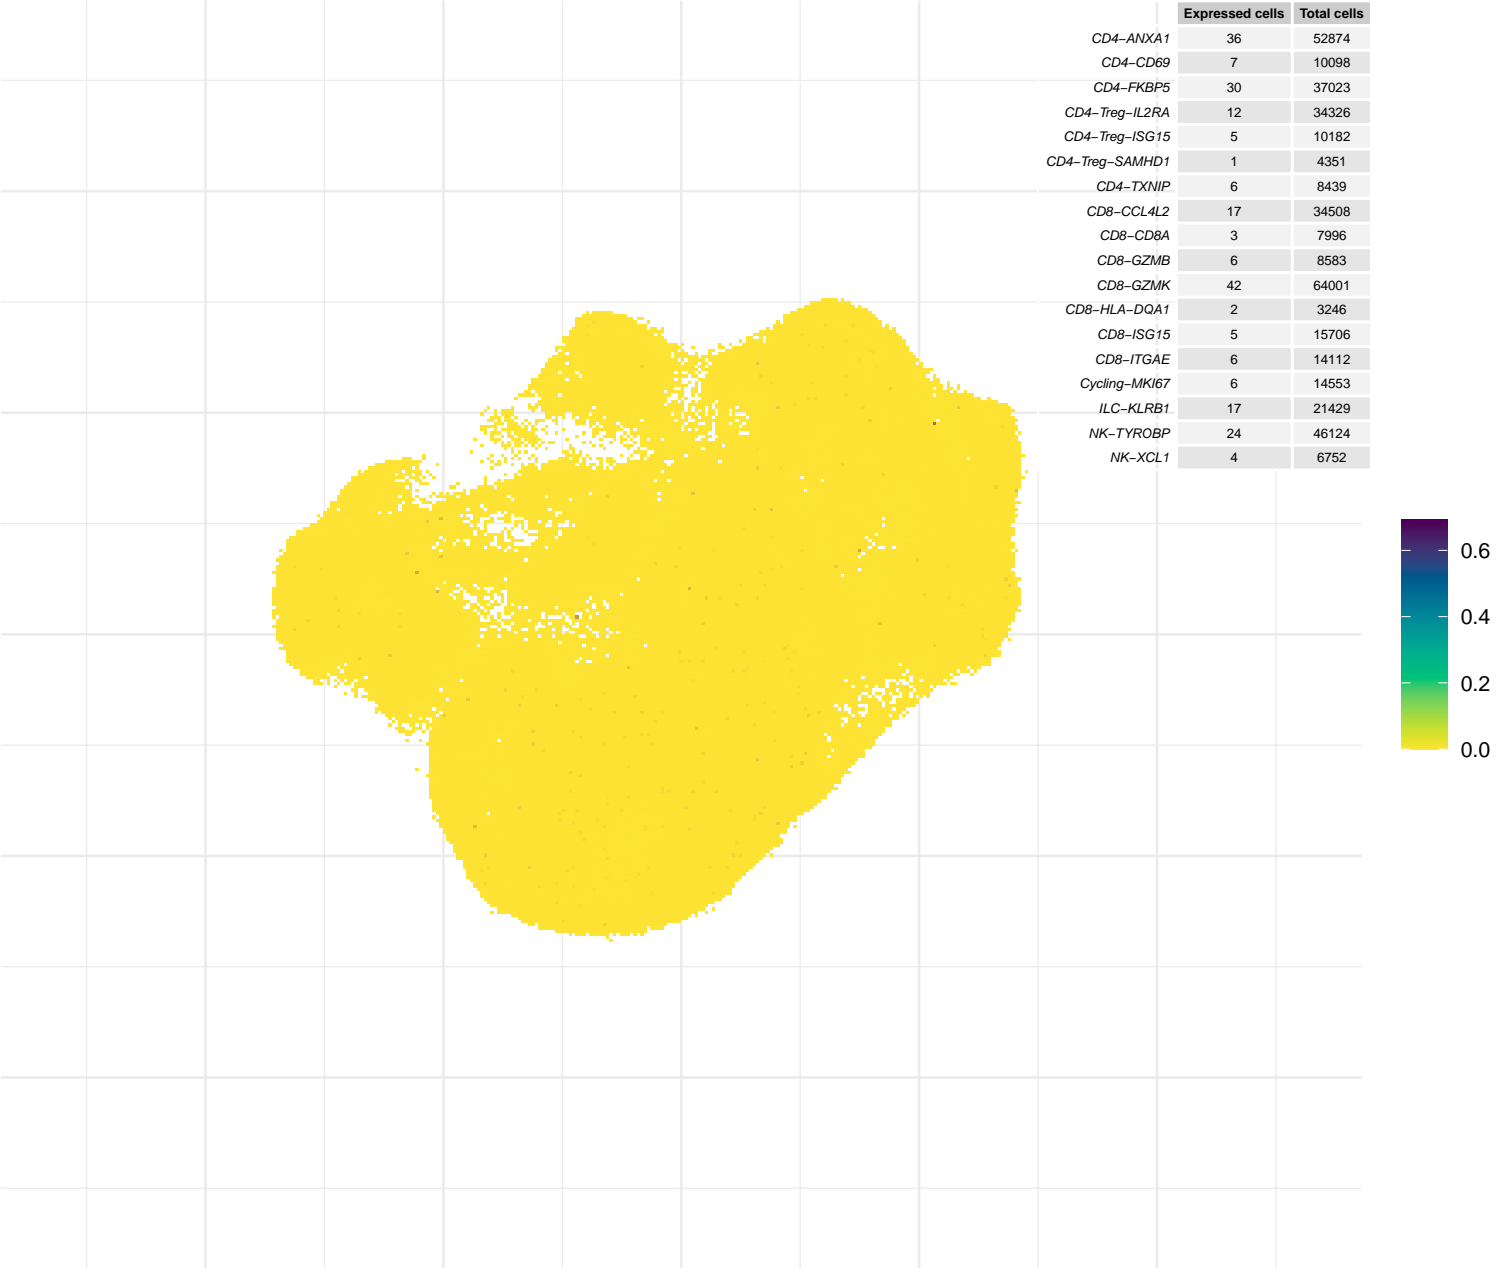 Expressed cells Total cells
CD4−ANXA1 36 52874
CD4−CD69 7 10098
CD4−FKBP5 30 37023
CD4−Treg−IL2RA 12 34326
CD4−Treg−ISG15 5 10182
CD4−Treg−SAMHD1 1 4351
CD4−TXNIP 6 8439
CD8−CCL4L2 17 34508
CD8−CD8A 3 7996
CD8−GZMB 6 8583
CD8−GZMK 42 64001
CD8−HLA−DQA1 2 3246
CD8−ISG15 5 15706
CD8−ITGAE 6 14112
Cycling−MKI67 6 14553
ILC−KLRB1 17 21429
NK−TYROBP 24 46124
NK−XCL1 4 6752
0.6
0.4
0.2
0.0